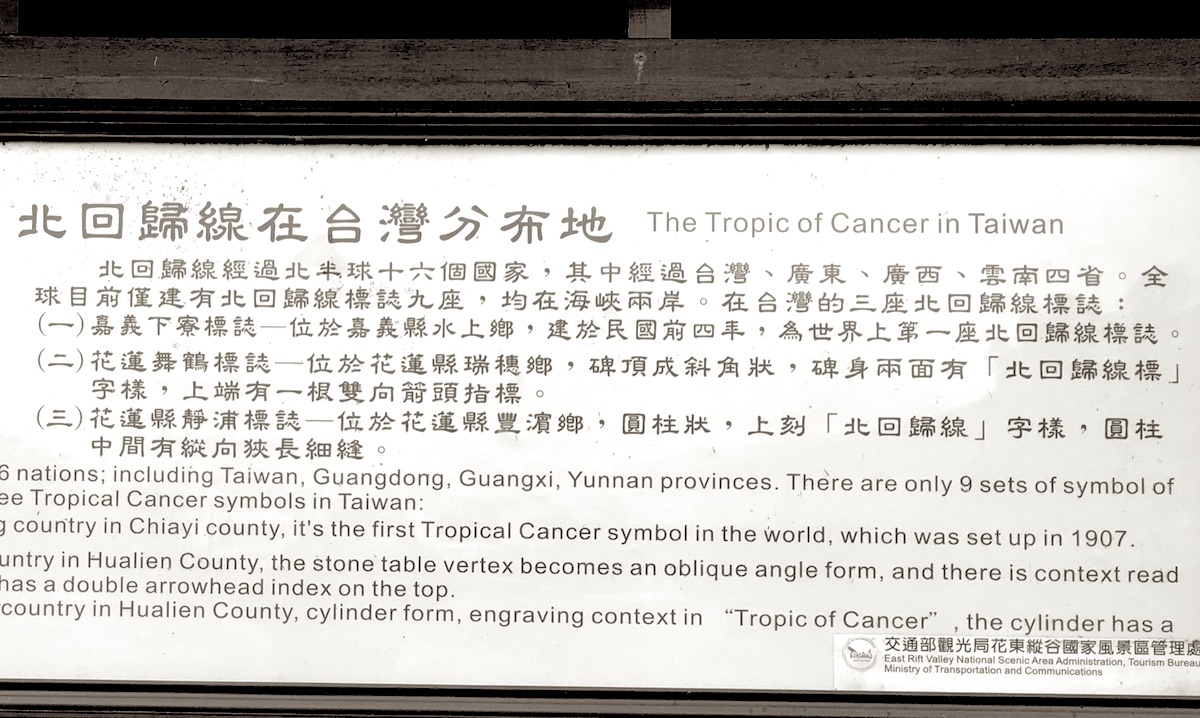 北回歸線在台灣分布地 The Tropic of Cancer in Taiwan
北回歸線經過北半球十六個國家，其中經過台灣、廣東、廣西、雲南四省。全
球目前僅建有北回歸線標誌九座，均在海峽兩岸。在台灣的三座北回歸線標誌：
(一)嘉義下寮標誌—位於嘉義縣水上鄉，建於民國前四年，為世界上第一座北回歸線標誌。
(二)花蓮舞鶴標誌—位於花蓮縣瑞穗鄉，碑頂成斜角狀，碑身兩面有「北回歸線標」
字樣，上端有一根雙向箭頭指標。
(三)花蓮縣靜浦標誌—位於花蓮縣豐濱鄉，圓柱狀，上刻「北回歸線」字樣，圓柱
中間有縱向狹長細縫。
6 nations; including Taiwan, Guangdong, Guangxi, Yunnan provinces. There are only 9 sets of symbol of
ee Tropical Cancer symbols in Taiwan:
g country in Chiayi county, it's the first Tropical Cancer symbol in the world, which was set up in 1907.
untry in Hualien County, the stone table vertex becomes an oblique angle form, and there is context read
has a double arrowhead index on the top.
country in Hualien County, cylinder form, engraving context in “Tropic of Cancer”, the cylinder has a
交通部觀光局花東縱谷國家風景區管理處
East Rift Valley National Scenic Area Administration, Tourism Bureau
Ministry of Transportation and Communications